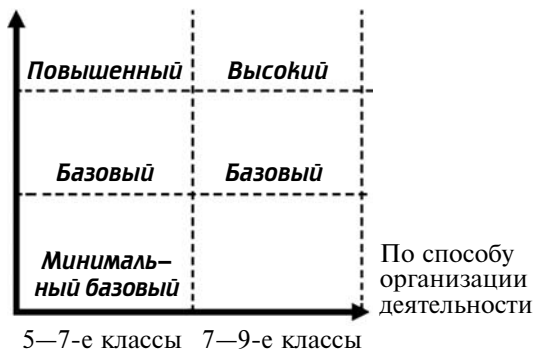 Повышенный Высокий
Базовый Базовый
Минималь–
ный базовый
По способу
организации
деятельности
5—7-е классы 7—9-е классы